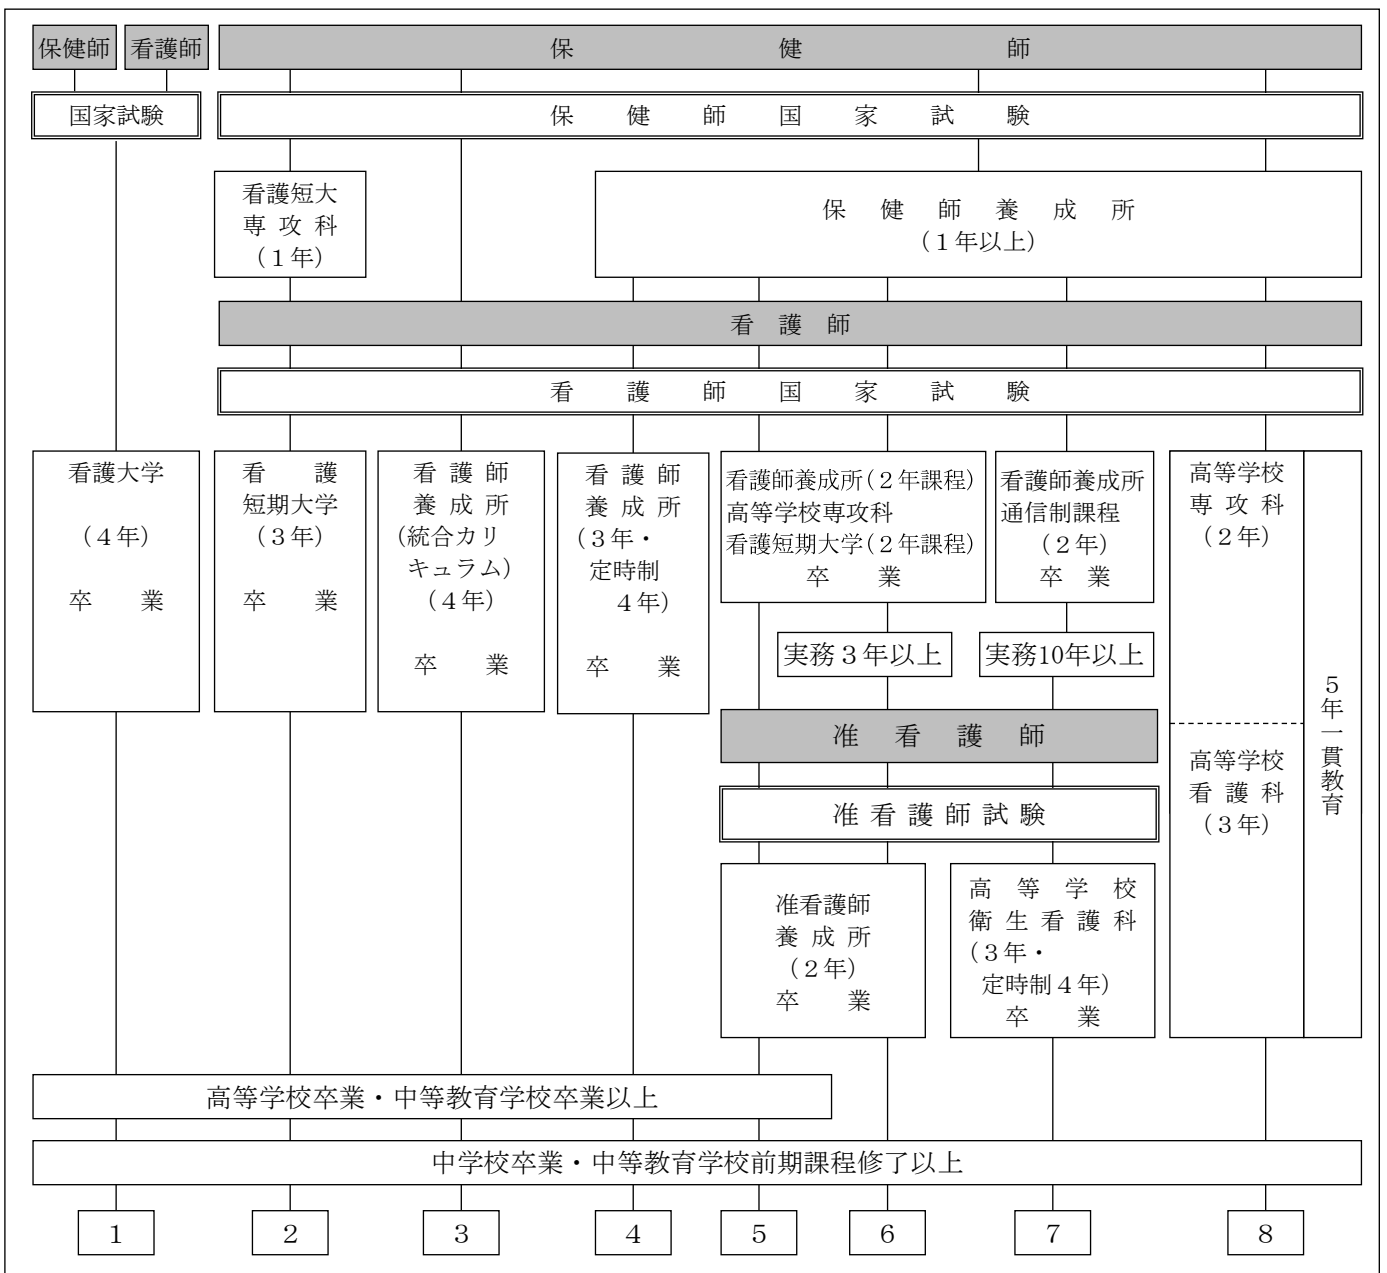 保健師
看護師
保健師
国家試験
保健師国家試験
看護短大
専攻科
(1年)
保健師養成所
(1年以上)
看護師
看護師国家試験
看護大学
(4年)
卒業
看護
短期大学
(3年)
卒業
看護師
養成所
(統合カリ
キュラム)
(4年)
卒業
看護師
養成所
(3年・
定時制
4年)
卒業
看護師養成所(2年課程)
高等学校専攻科
看護短期大学(2年課程)
卒業
看護師養成所
通信制課程
(2年)
卒業
高等学校
専攻科
(2年)
実務3年以上
実務10年以上
5年一貫教育
准看護師
高等学校
看護科
(3年)
准看護師試験
准看護師
養成所
(2年)
卒業
高等学校
衛生看護科
(3年・
定時制4年)
卒業
高等学校卒業・中等教育学校卒業以上
中学校卒業・中等教育学校前期課程修了以上
1
2
3
4
5
6
7
8